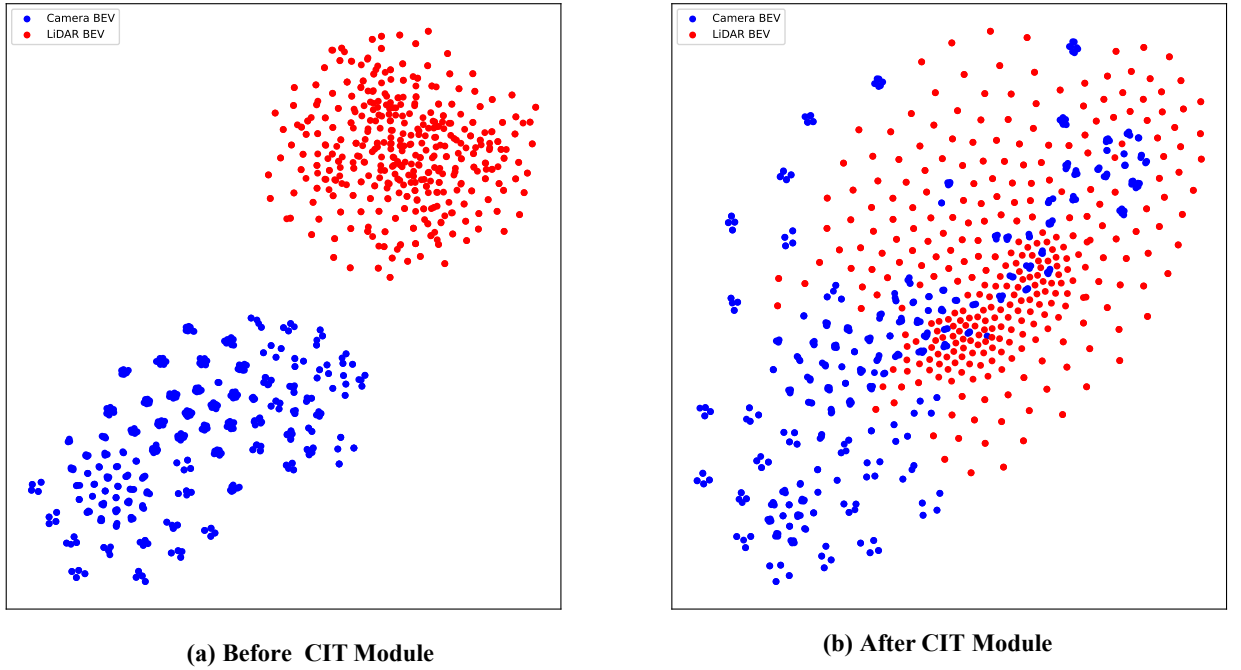 Camera BEV
LiDAR BEV
Camera BEV
LiDAR BEV
(a) Before CIT Module
(b) After CIT Module